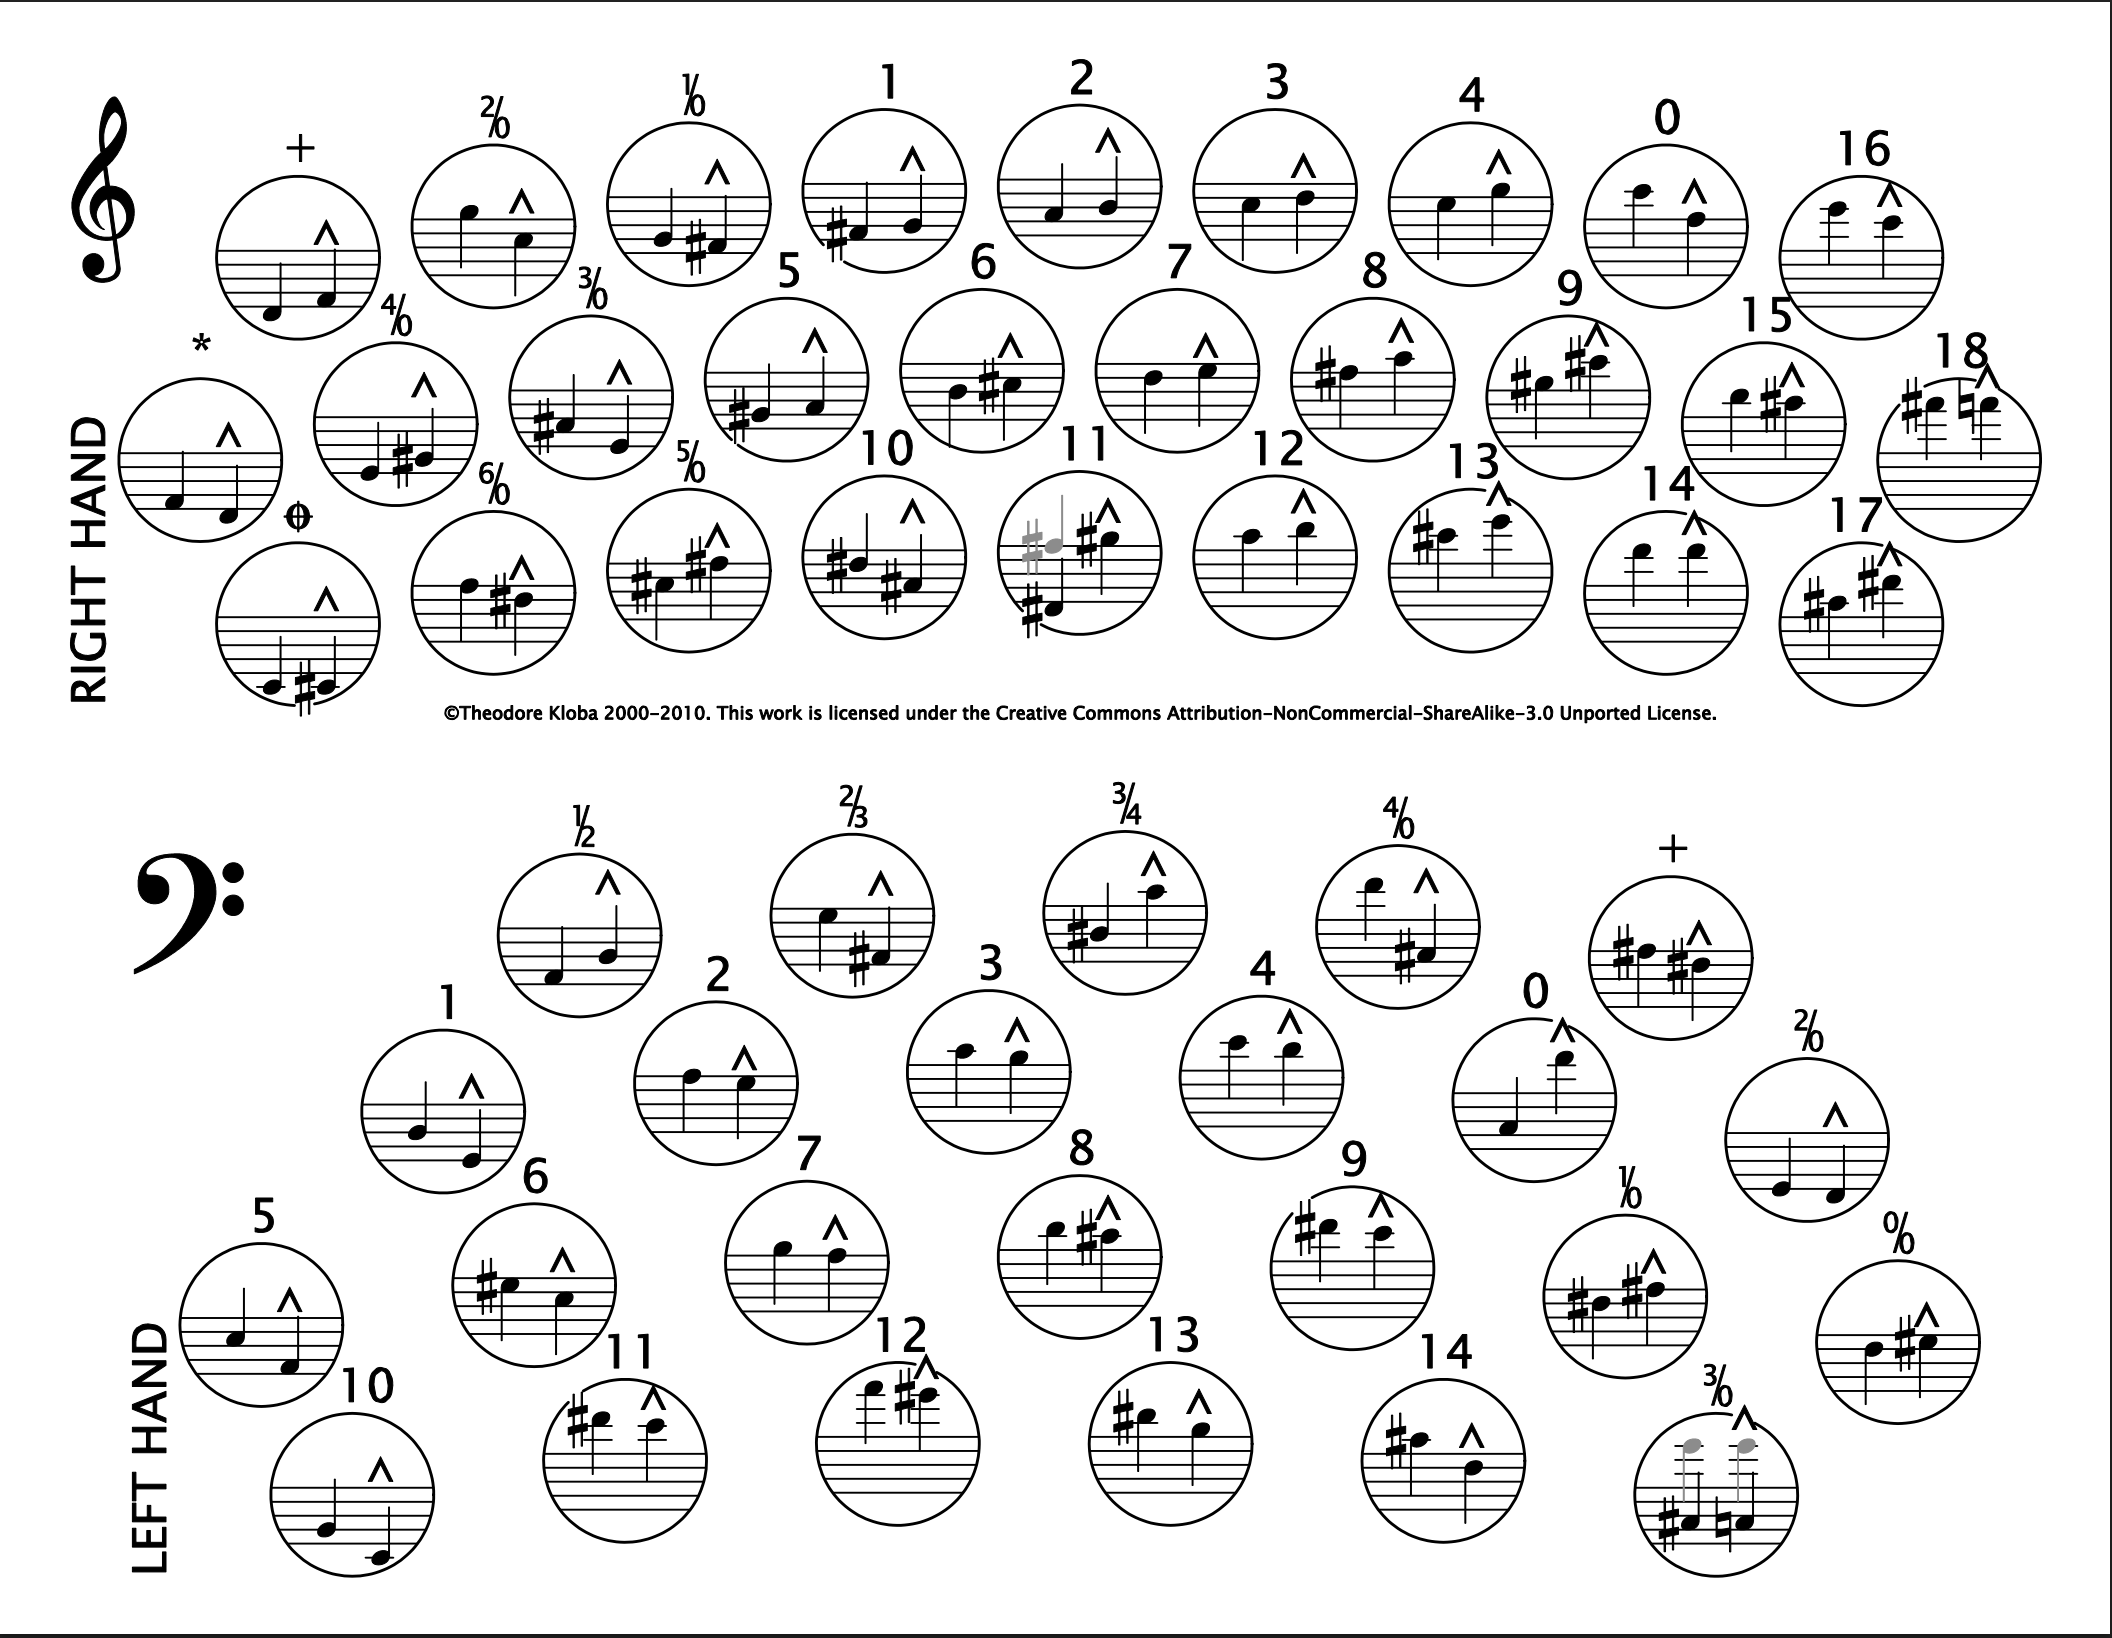 + 2/0 1/0 1 2 3 4 0 16
* 4/0 3/0 5 6 7 8 9 15 18
6/0 5/0 10 11 12 13 14 17
RIGHT HAND
©Theodore Kloba 2000-2010. This work is licensed under the Creative Commons Attribution-NonCommercial-ShareAlike-3.0 Unported License.
1/2 2/3 3/4 4/0 +
1 2 3 4 0 2/0
5 6 7 8 9 1/0 0/0
10 11 12 13 14 3/0
LEFT HAND